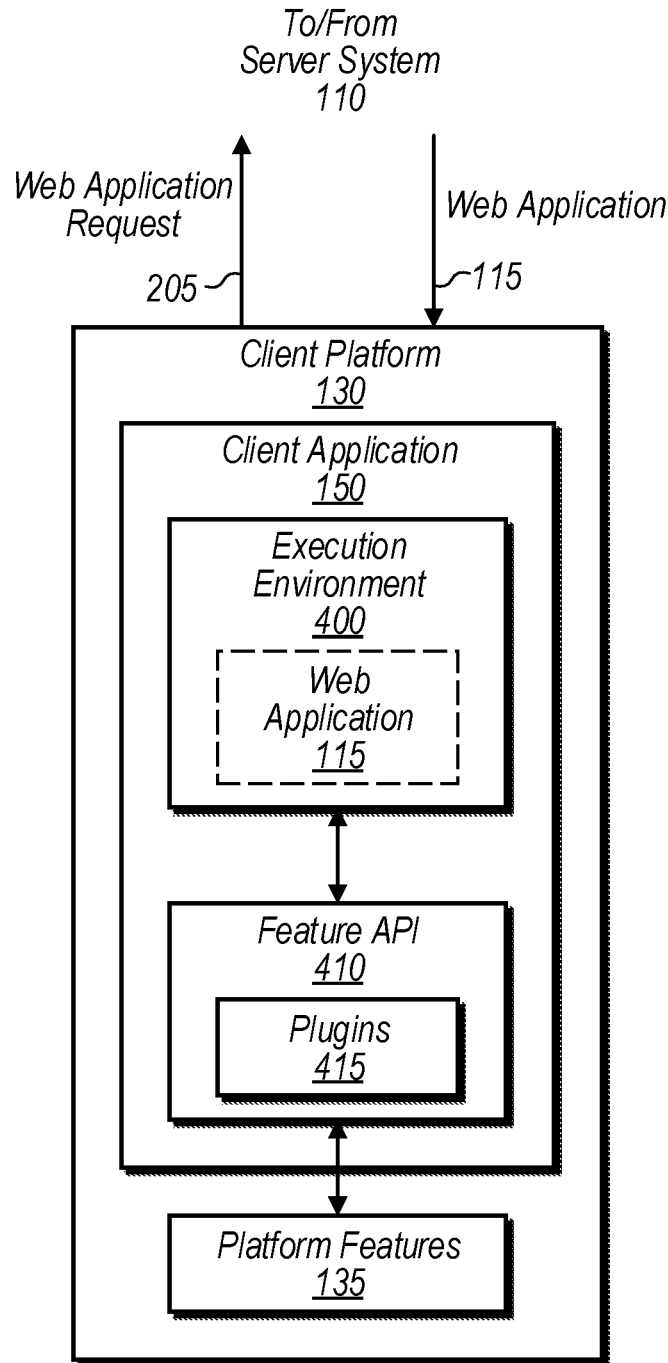 To/From
Server System
110
Web Application
Request
205
Web Application
115
Client Platform
130
Client Application
150
Execution
Environment
400
Web
Application
115
Feature API
410
Plugins
415
Platform Features
135